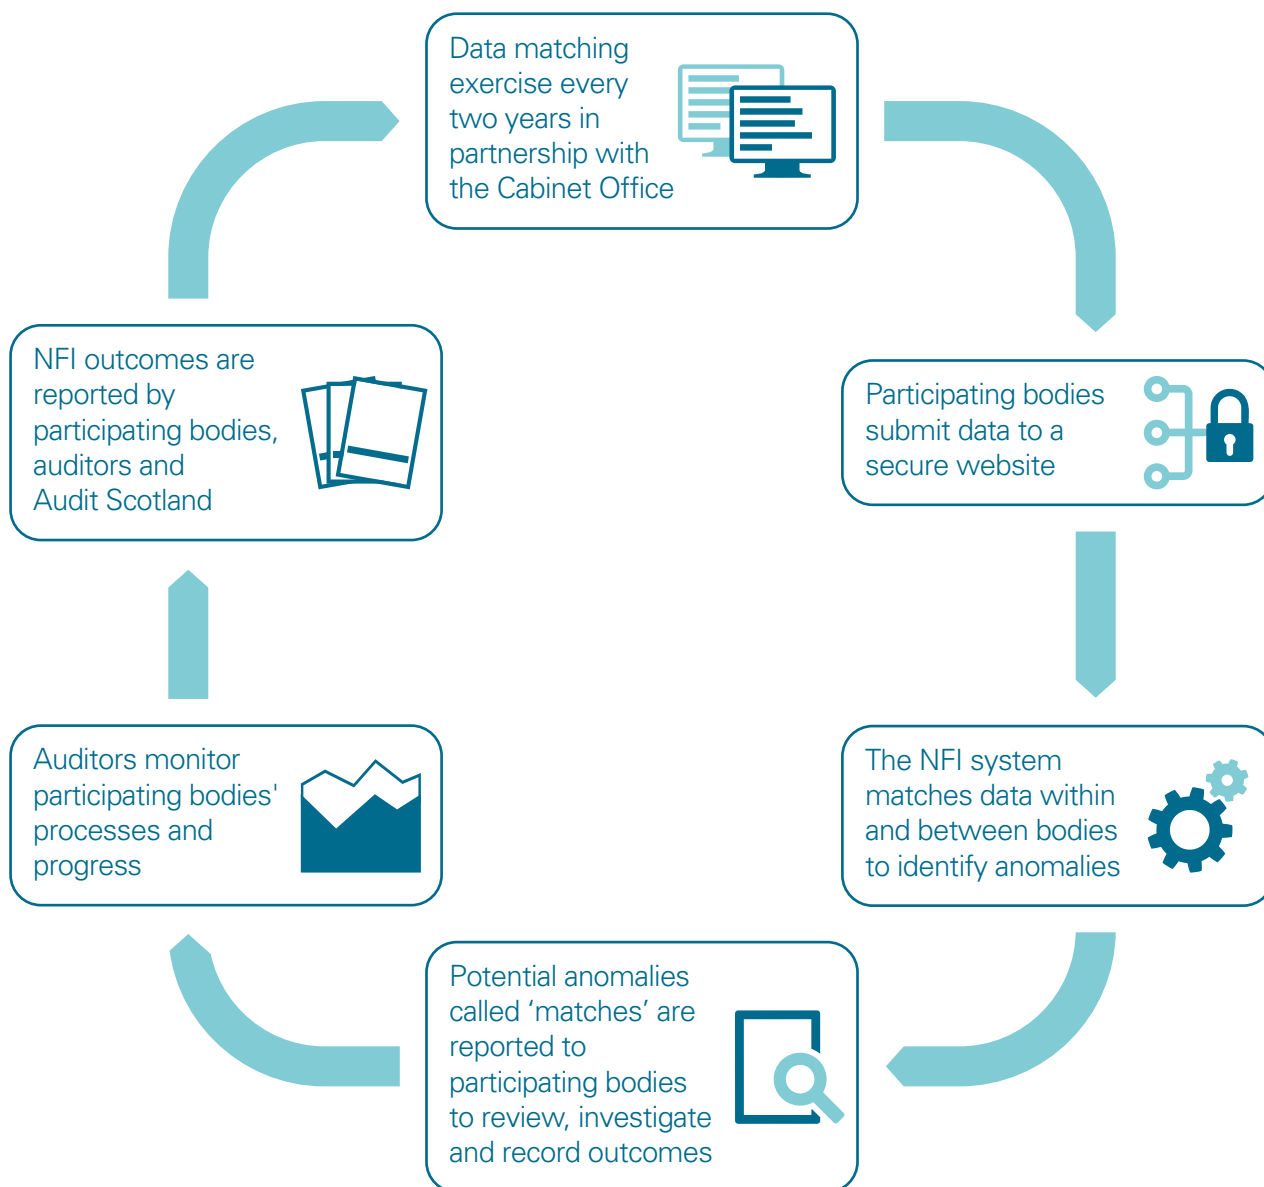 Data matching
exercise every
two years in
partnership with
the Cabinet Office
Participating bodies
submit data to a
secure website
The NFI system
matches data within
and between bodies
to identify anomalies
Potential anomalies
called ‘matches’ are
reported to
participating bodies
to review, investigate
and record outcomes
Auditors monitor
participating bodies'
processes and
progress
NFI outcomes are
reported by
participating bodies,
auditors and
Audit Scotland